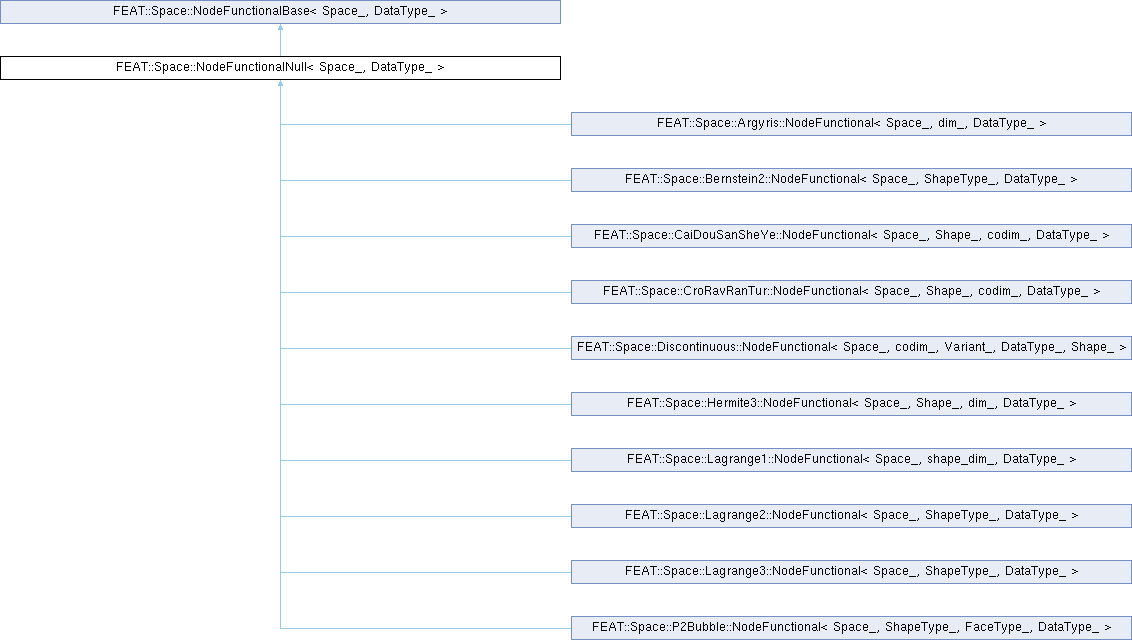 FEAT::Space::NodeFunctionalBase< Space_, DataType_ >
FEAT::Space::NodeFunctionalNull< Space_, DataType_ >
FEAT::Space::Argyris::NodeFunctional< Space_, dim_, DataType_ >
FEAT::Space::Bernstein2::NodeFunctional< Space_, ShapeType_, DataType_ >
FEAT::Space::CaiDouSanSheYe::NodeFunctional< Space_, Shape_, codim_, DataType_ >
FEAT::Space::CroRavRanTur::NodeFunctional< Space_, Shape_, codim_, DataType_ >
FEAT::Space::Discontinuous::NodeFunctional< Space_, codim_, Variant_, DataType_, Shape_ >
FEAT::Space::Hermite3::NodeFunctional< Space_, Shape_, dim_, DataType_ >
FEAT::Space::Lagrange1::NodeFunctional< Space_, shape_dim_, DataType_ >
FEAT::Space::Lagrange2::NodeFunctional< Space_, ShapeType_, DataType_ >
FEAT::Space::Lagrange3::NodeFunctional< Space_, ShapeType_, DataType_ >
FEAT::Space::P2Bubble::NodeFunctional< Space_, ShapeType_, FaceType_, DataType_ >